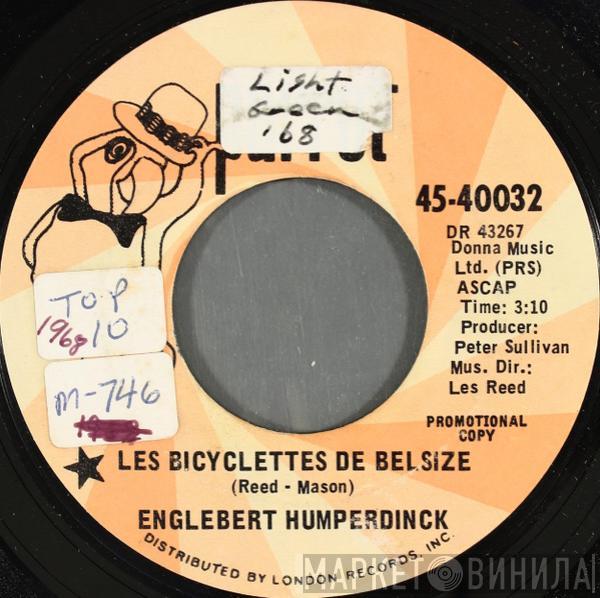 Light
Green
'68
parrot
45-40032
DR 43267
Donna Music
Ltd. (PRS)
ASCAP
Time: 3:10
Producer:
Peter Sullivan
Mus. Dir.:
Les Reed
PROMOTIONAL
COPY
TOP
1968 10
M-746
LES BICYCLETTES DE BELSIZE
(Reed - Mason)
ENGLEBERT HUMPERDINCK
DISTRIBUTED BY LONDON RECORDS, INC.
МАРКЕТ ВИНИЛА